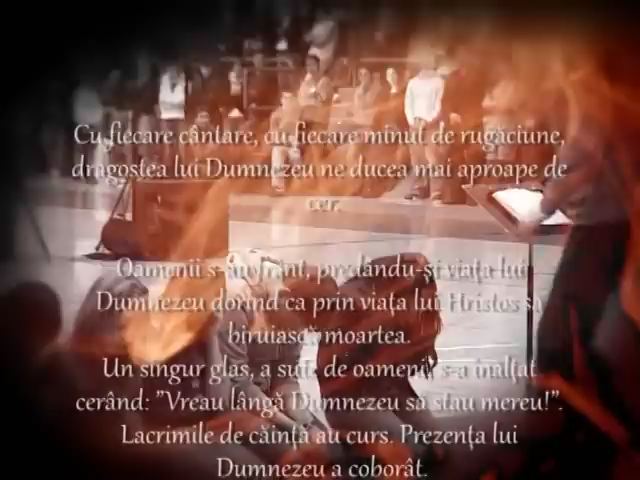 Cu fiecare cântare, cu fiecare minut de rugăciune,
dragostea lui Dumnezeu ne ducea mai aproape de
cer.
Oamenii s-au frânt, predându-și viața lui
Dumnezeu dorind ca prin viața lui Hristos să
biruiască moartea.
Un singur glas, a sute de oameni, s-a înălțat
cerând: ”Vreau lângă Dumnezeu să stau mereu!”.
Lacrimile de căință au curs. Prezența lui
Dumnezeu a coborât.